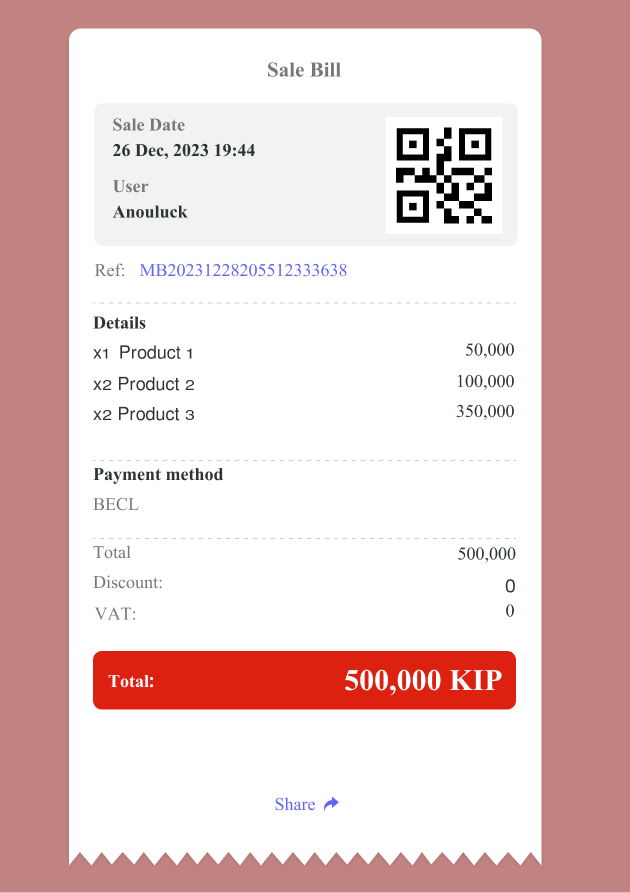 Sale Bill
Sale Date
26 Dec, 2023 19:44
User
Anouluck
Ref: MB20231228205512333638
Details
x1 Product 1 50,000
x2 Product 2 100,000
x2 Product 3 350,000
Payment method
BECL
Total 500,000
Discount: 0
VAT: 0
Total: 500,000 KIP
Share